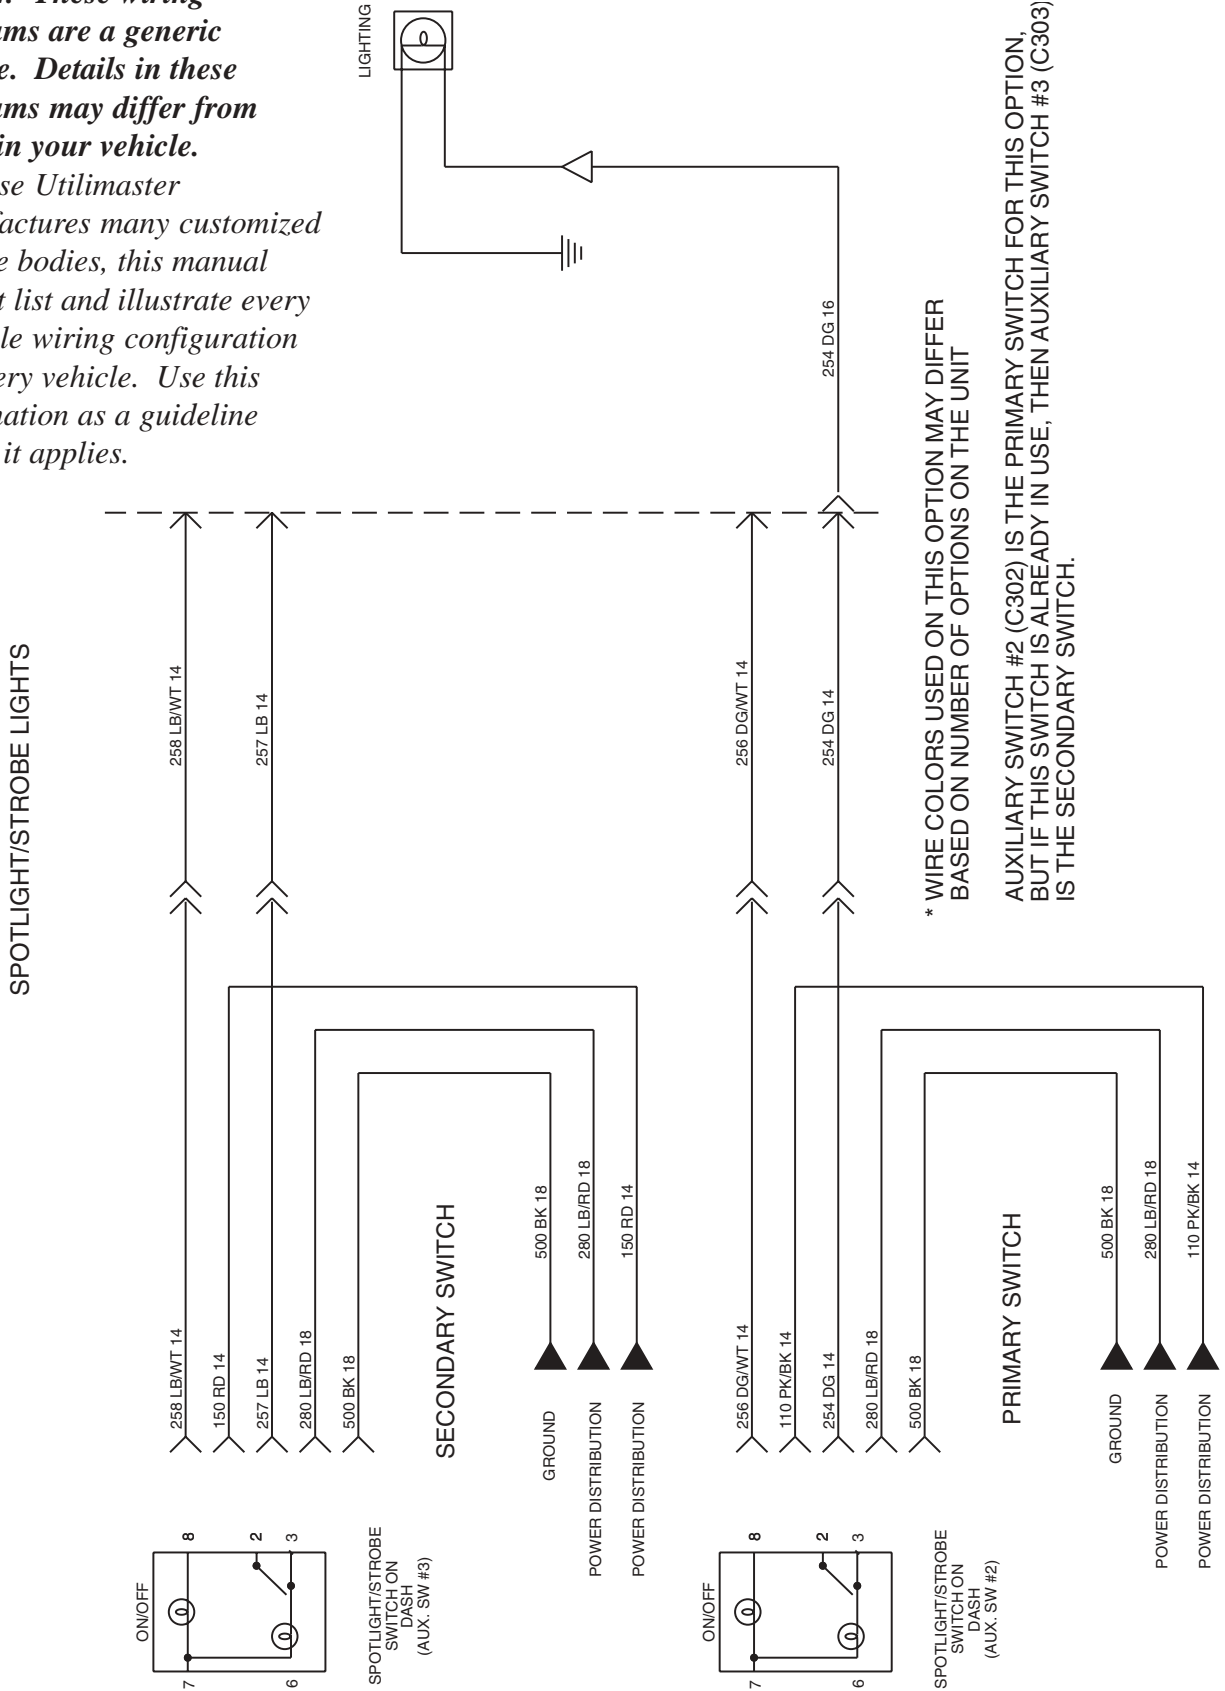 These wiring
are a generic
Details in these
may differ from
in your vehicle.
Utilimaster
many customized
bodies, this manual
list and illustrate every
wiring configuration
vehicle. Use this
as a guideline
it applies.
SPOTLIGHT/STROBE LIGHTS
LIGHTING
254 DG 16
258 LB/WT 14
257 LB 14
256 DG/WT 14
254 DG 14
* WIRE COLORS USED ON THIS OPTION MAY DIFFER
BASED ON NUMBER OF OPTIONS ON THE UNIT
AUXILIARY SWITCH #2 (C302) IS THE PRIMARY SWITCH FOR THIS OPTION,
BUT IF THIS SWITCH IS ALREADY IN USE, THEN AUXILIARY SWITCH #3 (C303)
IS THE SECONDARY SWITCH.
258 LB/WT 14
150 RD 14
257 LB 14
280 LB/RD 18
500 BK 18
SECONDARY SWITCH
500 BK 18
280 LB/RD 18
150 RD 14
GROUND
POWER DISTRIBUTION
POWER DISTRIBUTION
ON/OFF
8
2
3
7
6
SPOTLIGHT/STROBE
SWITCH ON
DASH
(AUX. SW #3)
256 DG/WT 14
110 PK/BK 14
254 DG 14
280 LB/RD 18
500 BK 18
PRIMARY SWITCH
500 BK 18
280 LB/RD 18
110 PK/BK 14
GROUND
POWER DISTRIBUTION
POWER DISTRIBUTION
ON/OFF
8
2
3
7
6
SPOTLIGHT/STROBE
SWITCH ON
DASH
(AUX. SW #2)